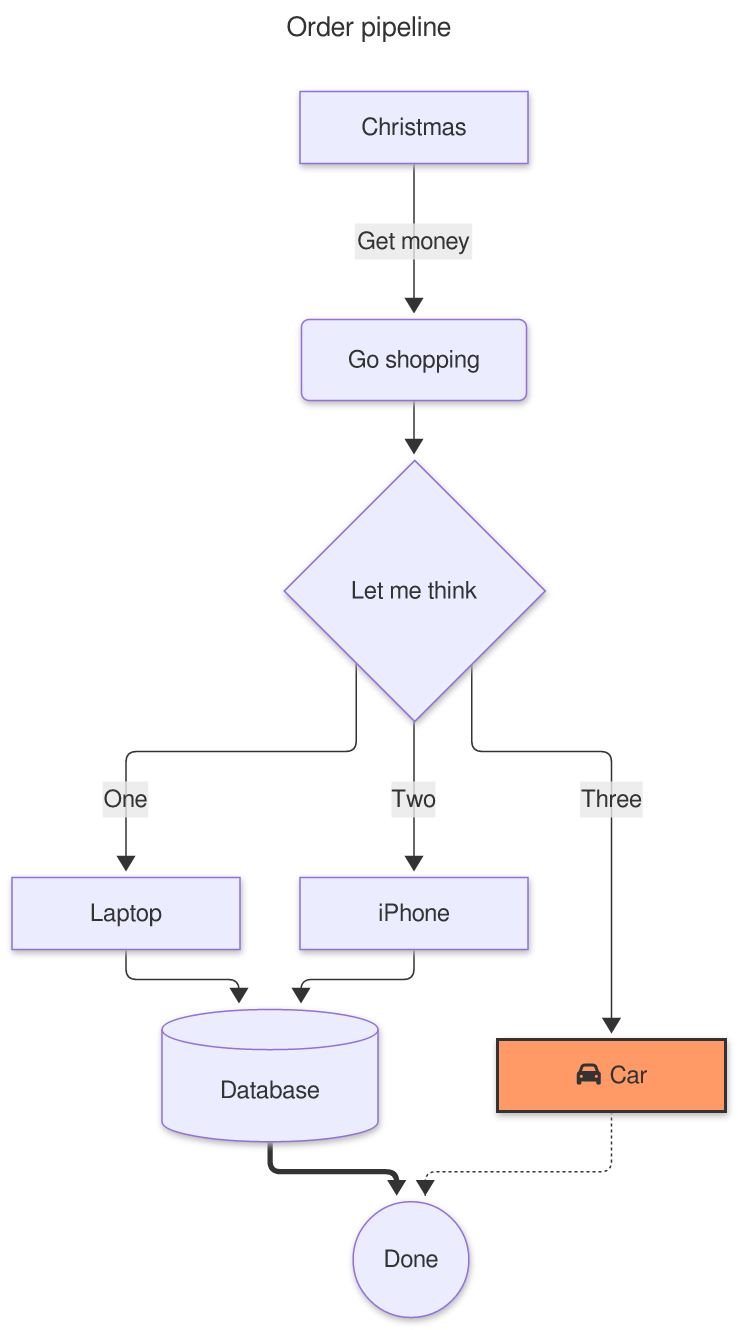 Order pipeline
Christmas
Get money
Go shopping
Let me think
One
Two
Three
Laptop
iPhone
Database
Car
Done